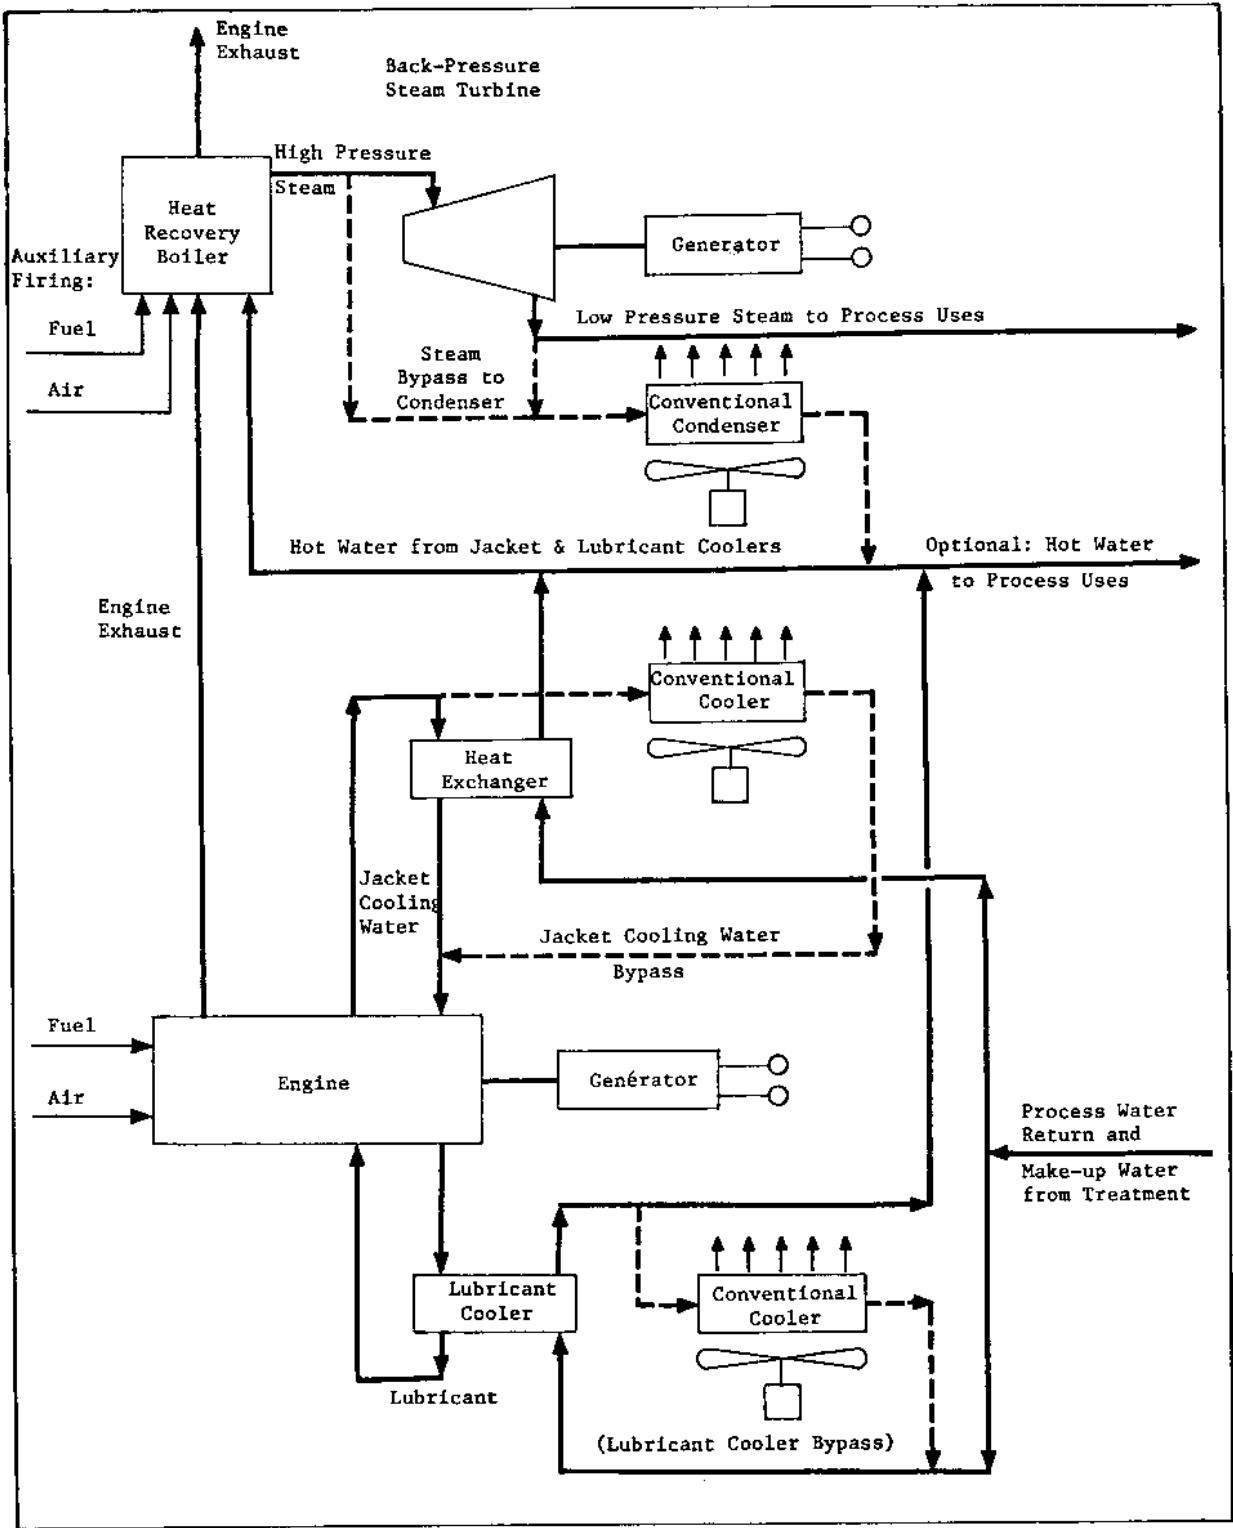 Engine
Exhaust
Back-Pressure
Steam Turbine
High Pressure
Steam
Heat
Recovery
Boiler
Auxiliary
Firing:
Fuel
Air
Generator
Low Pressure Steam to Process Uses
Steam
Bypass to
Condenser
Conventional
Condenser
Hot Water from Jacket & Lubricant Coolers
Optional: Hot Water
to Process Uses
Engine
Exhaust
Conventional
Cooler
Heat
Exchanger
Jacket
Cooling
Water
Jacket Cooling Water
Bypass
Fuel
Air
Engine
Genérator
Process Water
Return and
Make-up Water
from Treatment
Lubricant
Cooler
Conventional
Cooler
Lubricant
(Lubricant Cooler Bypass)